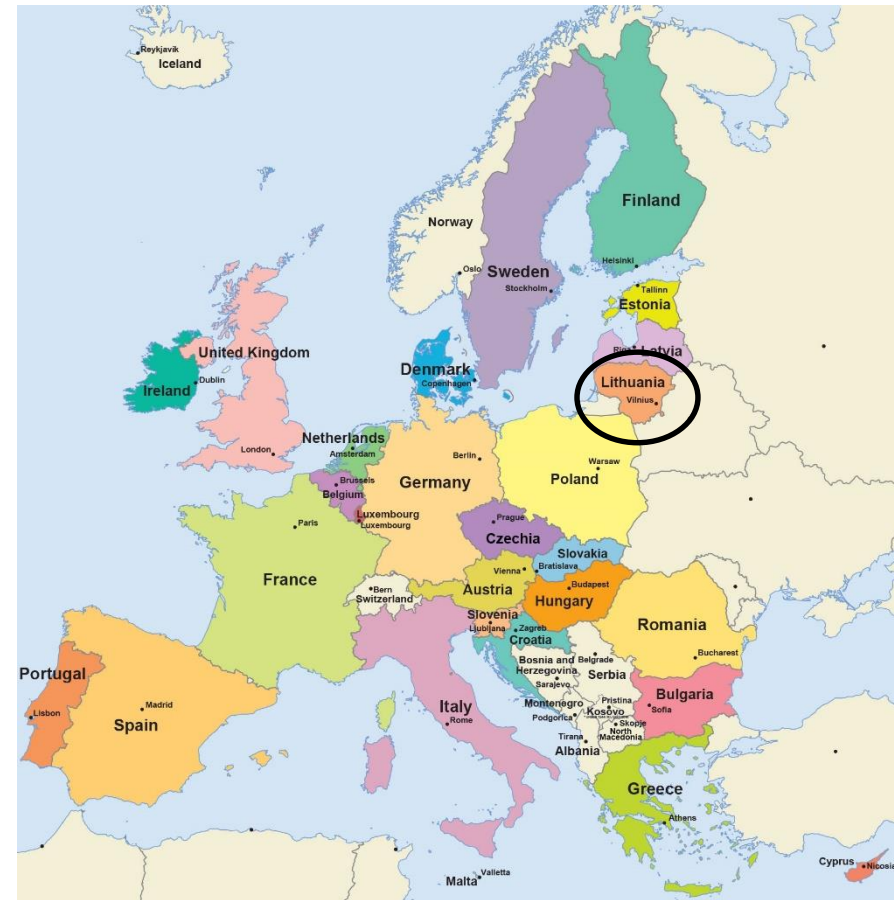 Reykjavik
Iceland
Finland
Norway
Helsinki
Oslo
Sweden
Stockholm
Tallinn
Estonia
Riga Latvia
United Kingdom
Denmark
Copenhagen
Lithuania
Vilnius
Dublin
Ireland
Netherlands
Amsterdam
London
Berlin
Warsaw
Poland
Brussels
Belgium
Germany
Luxembourg
Luxembourg
Paris
Prague
Czechia
Slovakia
Bratislava
Vienna
Austria
France
Bern
Switzerland
Budapest
Hungary
Slovenia
Ljubljana
Zagreb
Croatia
Romania
Bucharest
Bosnia and
Herzegovina
Sarajevo
Belgrade
Serbia
Portugal
Lisbon
Madrid
Spain
Italy
Rome
Montenegro
Podgorica
Pristina
Kosovo
Bulgaria
Sofia
Skopje
North
Macedonia
Tirana
Albania
Greece
Athens
Valletta
Malta
Cyprus
Nicosia